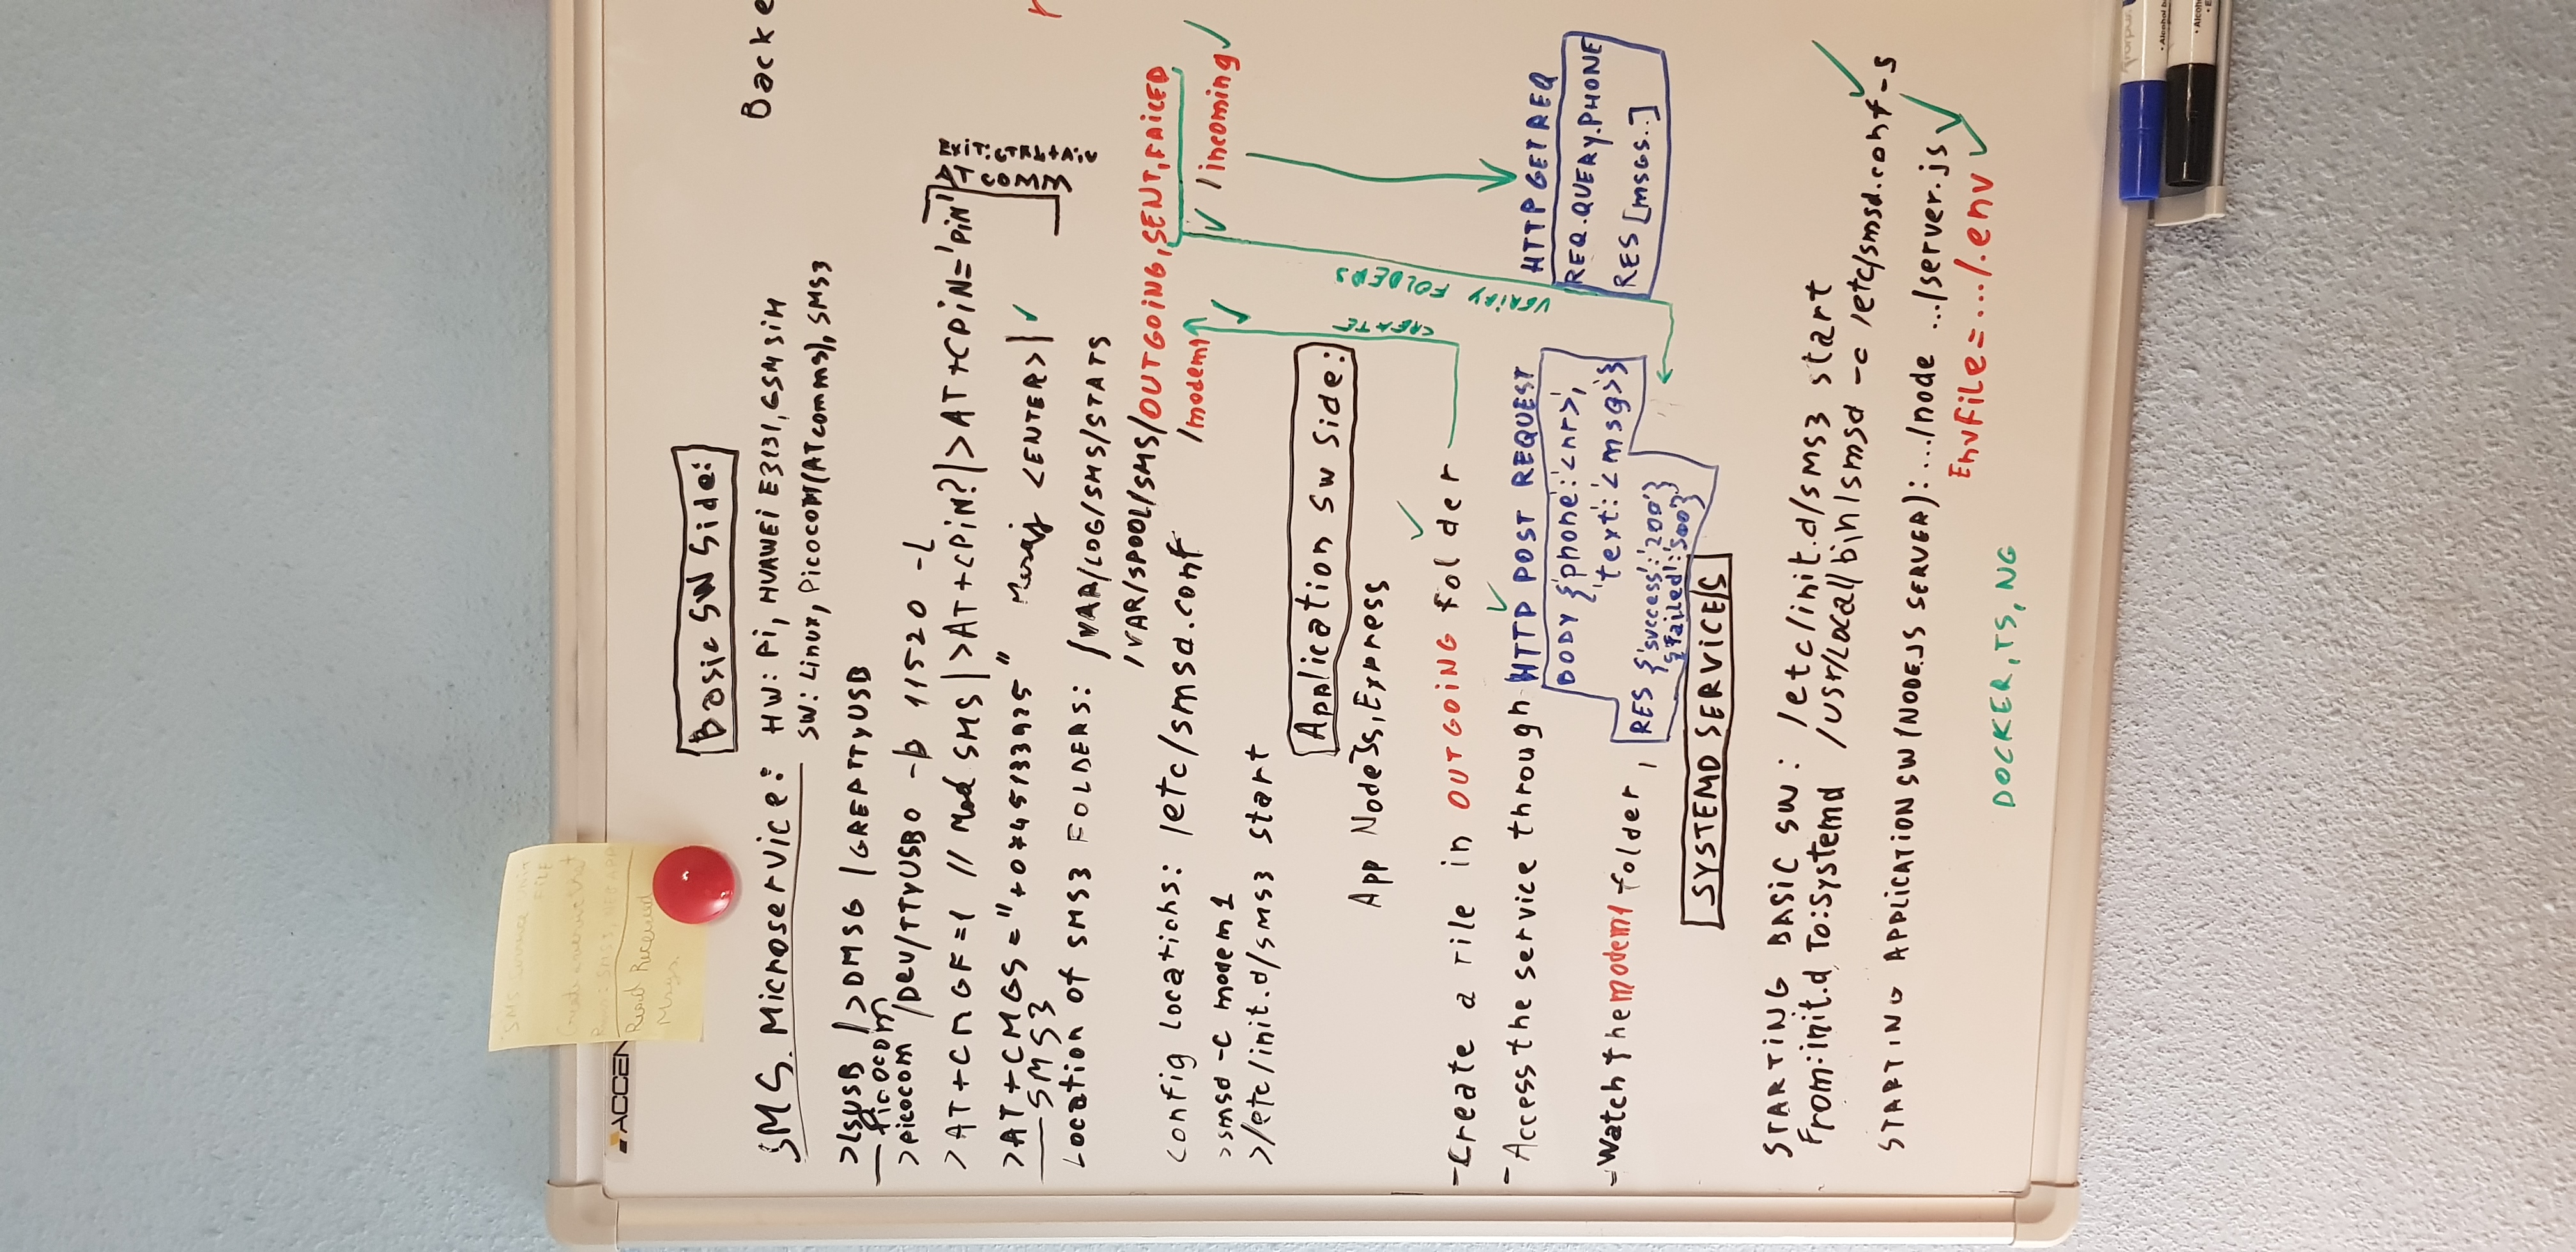 SMS Service Unit
FILE
Create a service that
Runs: SMS3, APP
Read Received
Msgs.
ACCEN
Basic SW Side:
SMS. Microservice: HW: Pi, HUAWEI E3131, GSM SIM
Backe
SW: Linux, Picocom(ATcomms), SMS3
>LSUSB | >DMSG | GREP TTYUSB
Picocom
>picocom /Dev/TTYUSB0 -b 11520 -L
>AT+CMGF=1 // Mod SMS | >AT+CPIN? | >AT+CPIN='PIN'
AT COMM
>AT+CMGS="+0745133925" Mesaj <ENTER> |
SMS3
Location of SMS3 FOLDERS: /VAR/LOG/SMS/STATS
/VAR/SPOOL/SMS/OUTGOING, SENT, FAILED
/modem1
/incoming
Config locations: /etc/smsd.conf
>smsd -C modem1
>/etc/init.d/sms3 start
Application SW Side:
App NodeJs, Express
CREATE
VERIFY FOLDERS
-Create a file in OUTGOING folder
-Access the service through HTTP POST REQUEST
BODY {'phone':'<nr>',
'text':'<msg>'}
HTTP GET REQ
REQ.QUERY.PHONE
RES [MSGS..]
-Watch the modem1 folder,
RES {'success':'200'}
{'failed':'500'}
SYSTEMD SERVICE/S
STARTING BASIC SW: /etc/init.d/sms3 start
From:init.d To:Systemd /usr/Local/bin/smsd -c /etc/smsd.conf -s
STARTING APPLICATION SW (NODEJS SERVER): .../node .../server.js
EnvFile=.../.env
DOCKER, TS, NG